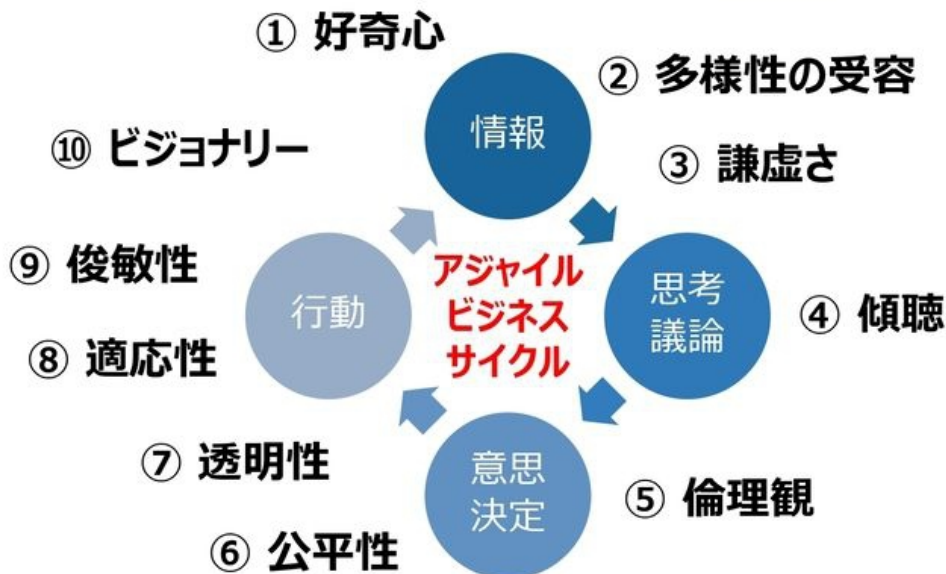 ① 好奇心
情報
② 多様性の受容
⑩ ビジョナリー
③ 謙虚さ
⑨ 俊敏性
行動
アジャイル
ビジネス
サイクル
思考
議論
④ 傾聴
⑧ 適応性
⑦ 透明性
意思
決定
⑤ 倫理観
⑥ 公平性